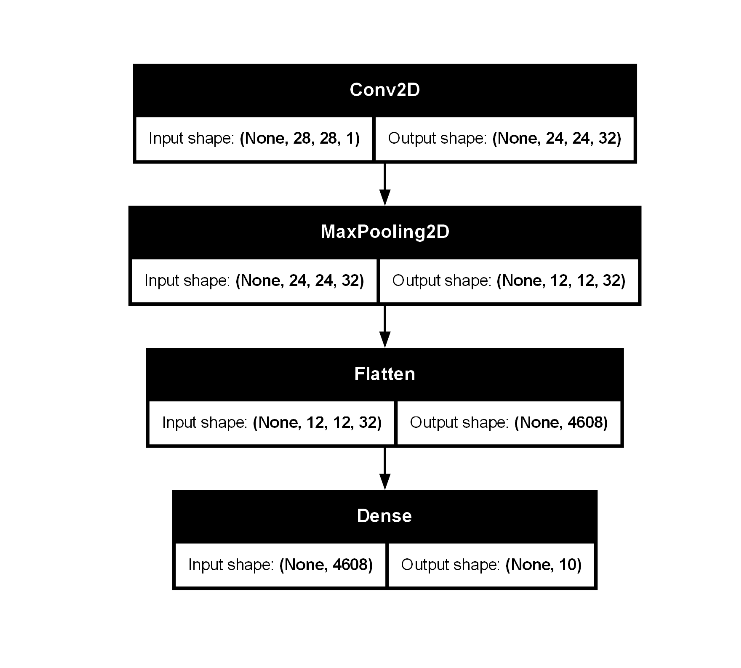 Conv2D
Input shape: (None, 28, 28, 1) Output shape: (None, 24, 24, 32)
MaxPooling2D
Input shape: (None, 24, 24, 32) Output shape: (None, 12, 12, 32)
Flatten
Input shape: (None, 12, 12, 32) Output shape: (None, 4608)
Dense
Input shape: (None, 4608) Output shape: (None, 10)